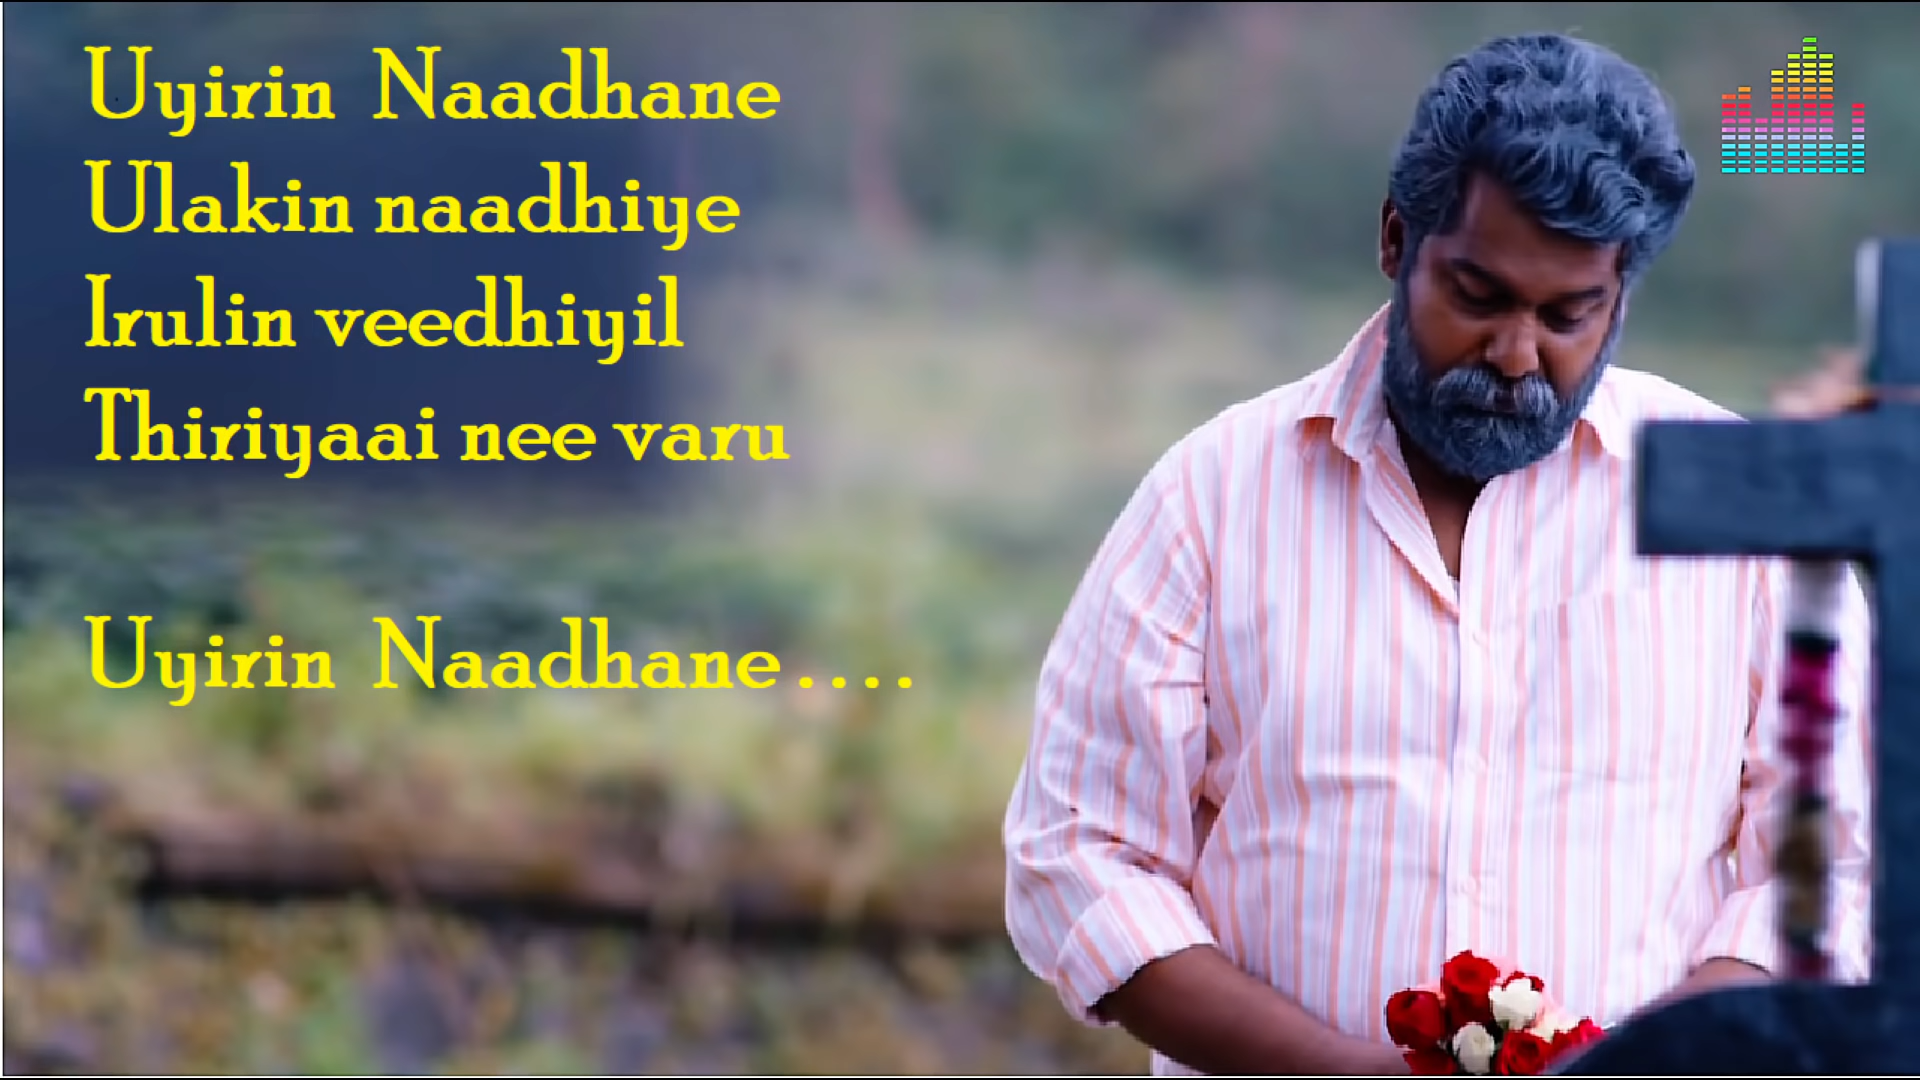 Uyirin Naadhane
Ulakin naadhiye
Irulin veedhiyil
Thiriyaai nee varu
Uyirin Naadhane....